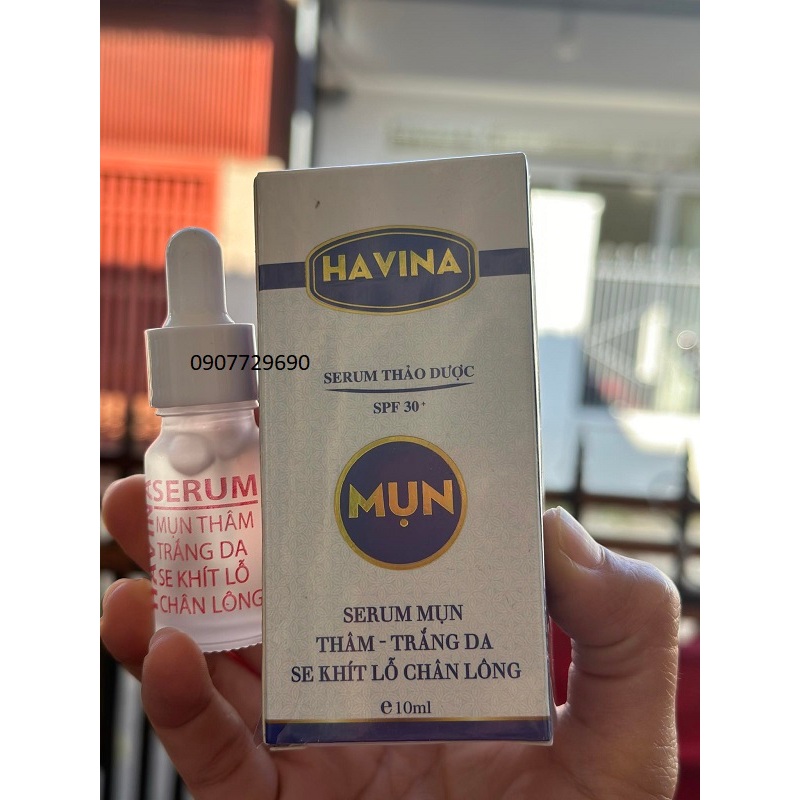 HAVINA
0907729690
SERUM THẢO DƯỢC
SPF 30+
MỤN
SERUM MỤN
THÂM - TRẮNG DA
SE KHÍT LỖ CHÂN LÔNG
e 10ml
SERUM
MỤN THÂM
TRẮNG DA
SE KHÍT LỖ
CHÂN LÔNG